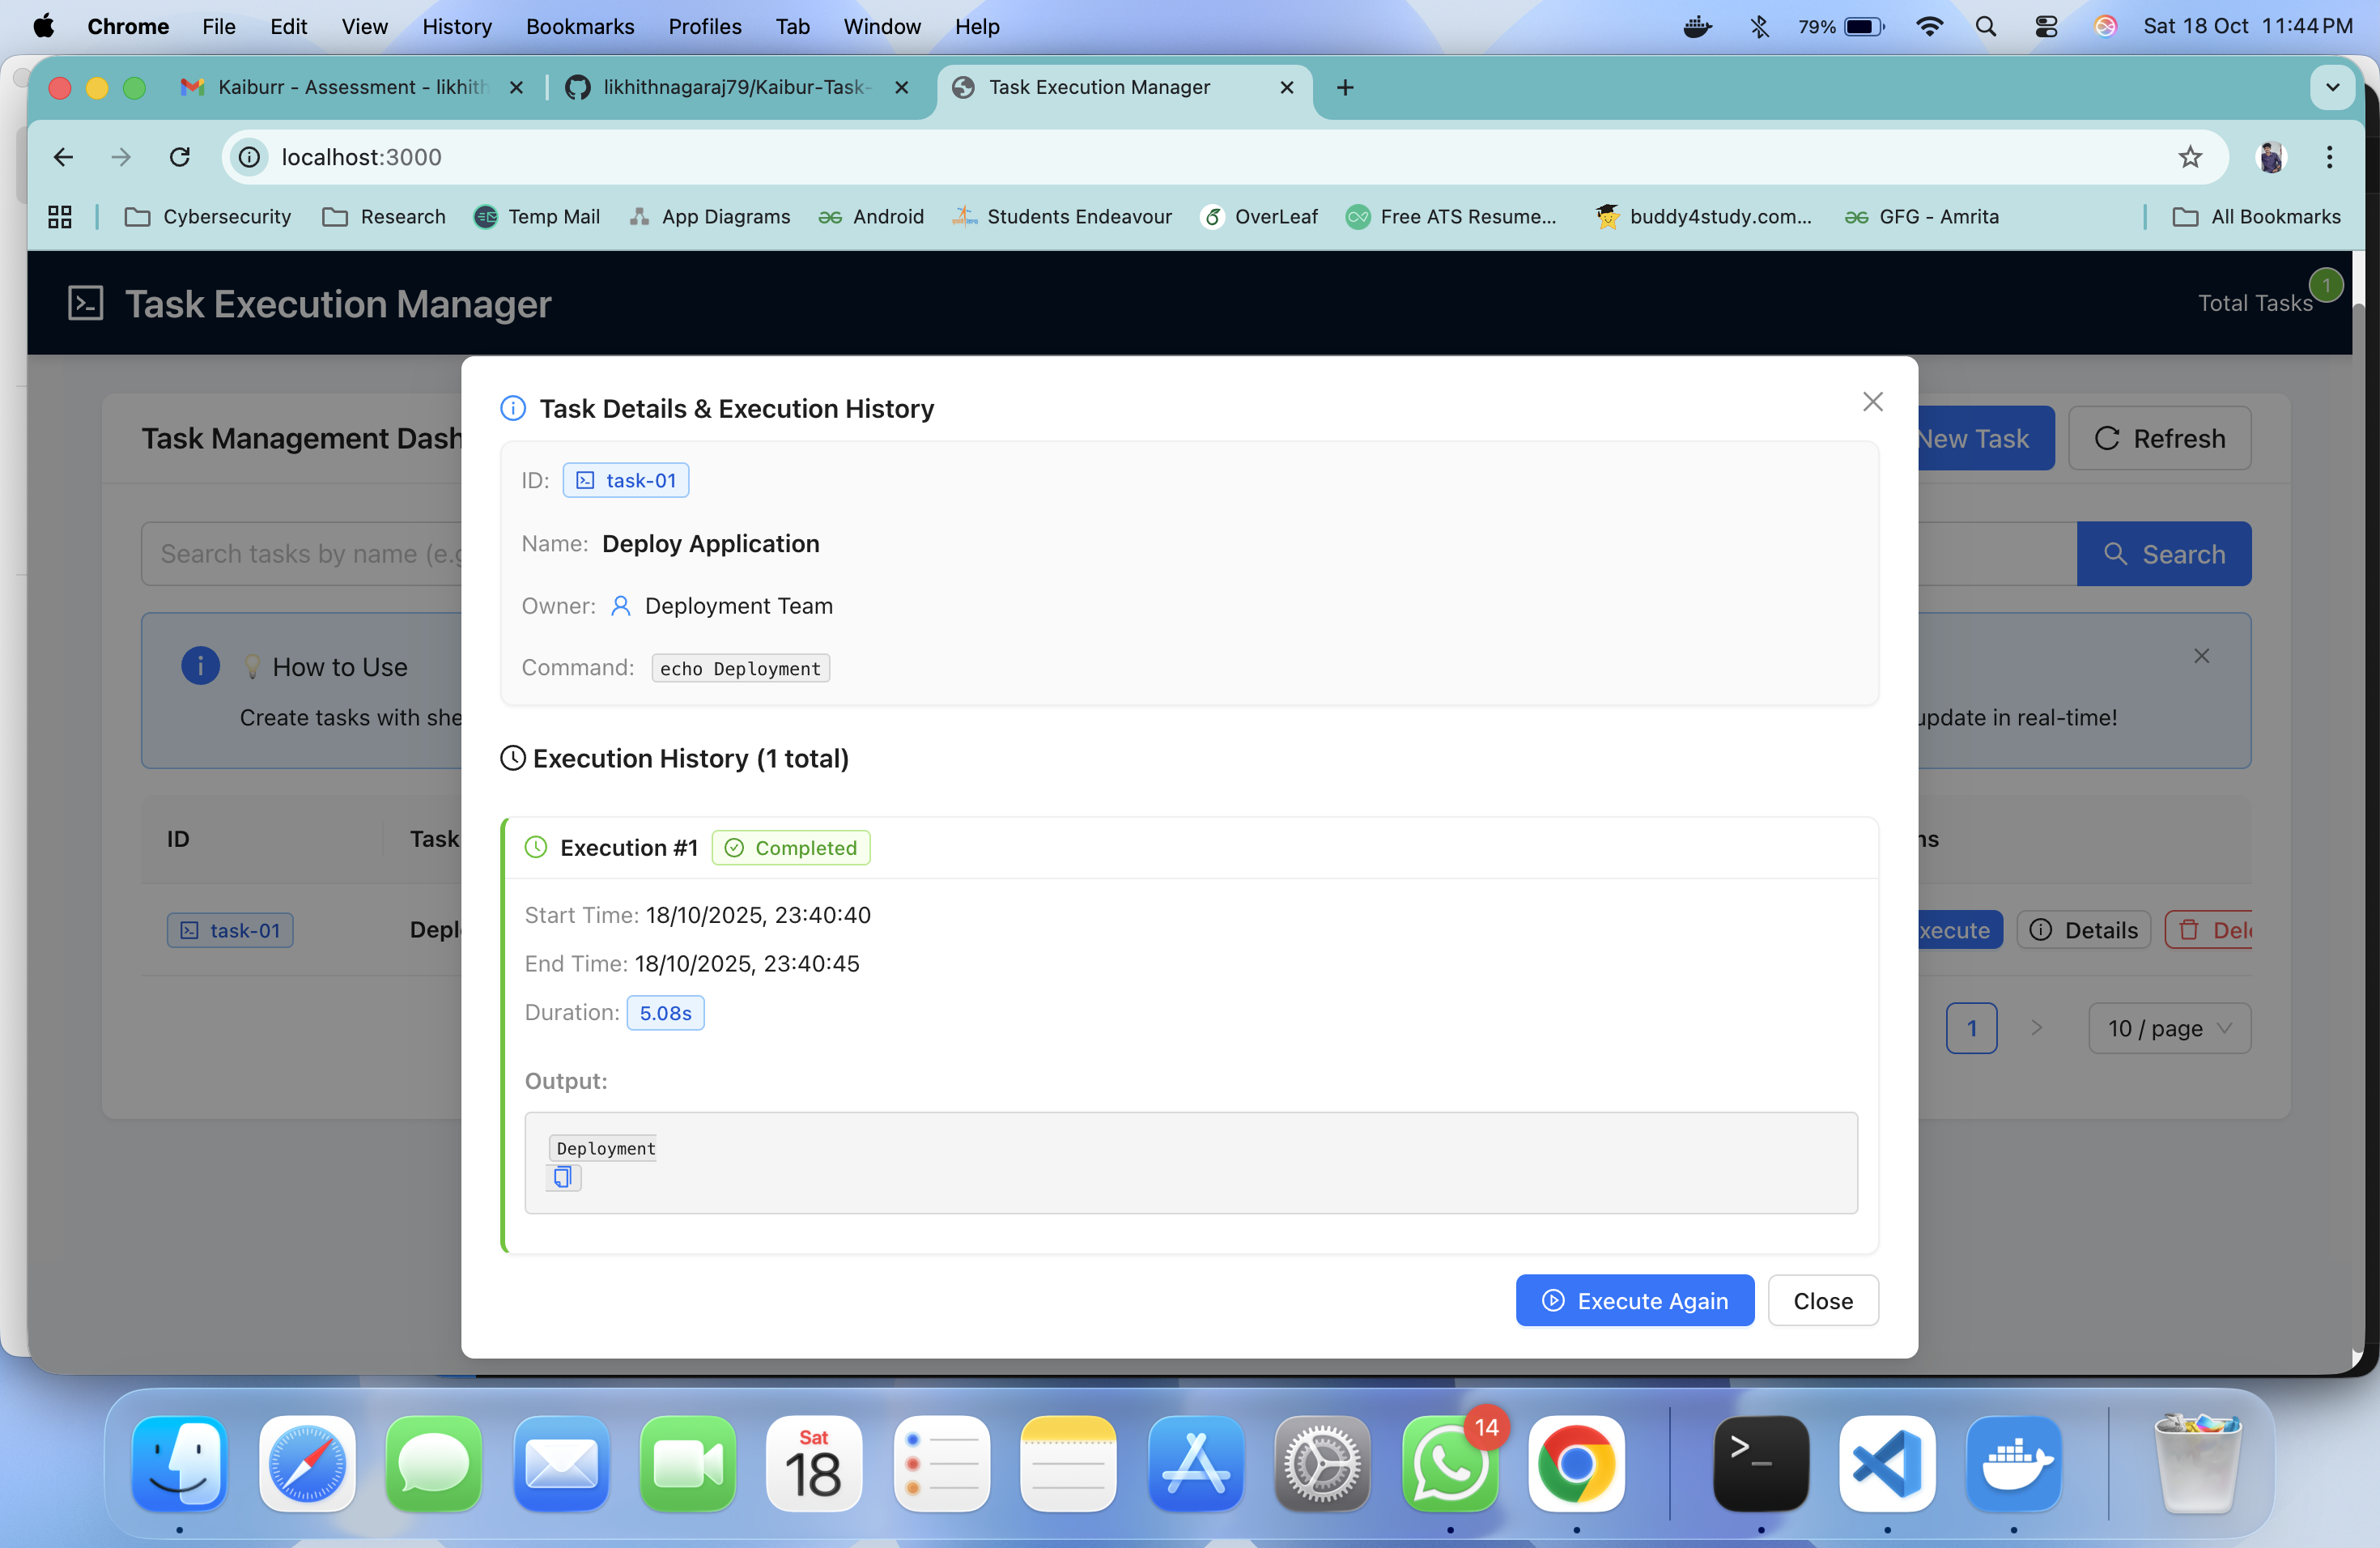 Chrome File Edit View History Bookmarks Profiles Tab Window Help 79% Sat 18 Oct 11:44 PM
Kaiburr - Assessment - likhith likhithnagaraj79/Kaibur-Task- Task Execution Manager
localhost:3000
Cybersecurity Research Temp Mail App Diagrams Android Students Endeavour OverLeaf Free ATS Resume... buddy4study.com... GFG - Amrita All Bookmarks
Task Execution Manager Total Tasks 1
Task Details & Execution History
Task Management Dash New Task Refresh
ID: task-01
Name: Deploy Application
Search tasks by name (e.g Search
Owner: Deployment Team
How to Use
Command: echo Deployment
Create tasks with she update in real-time!
Execution History (1 total)
ID Task ns
Execution #1 Completed
Start Time: 18/10/2025, 23:40:40
task-01 Depl xecute Details Dele
End Time: 18/10/2025, 23:40:45
Duration: 5.08s
1 10 / page
Output:
Deployment
Execute Again Close
Sat
18
14